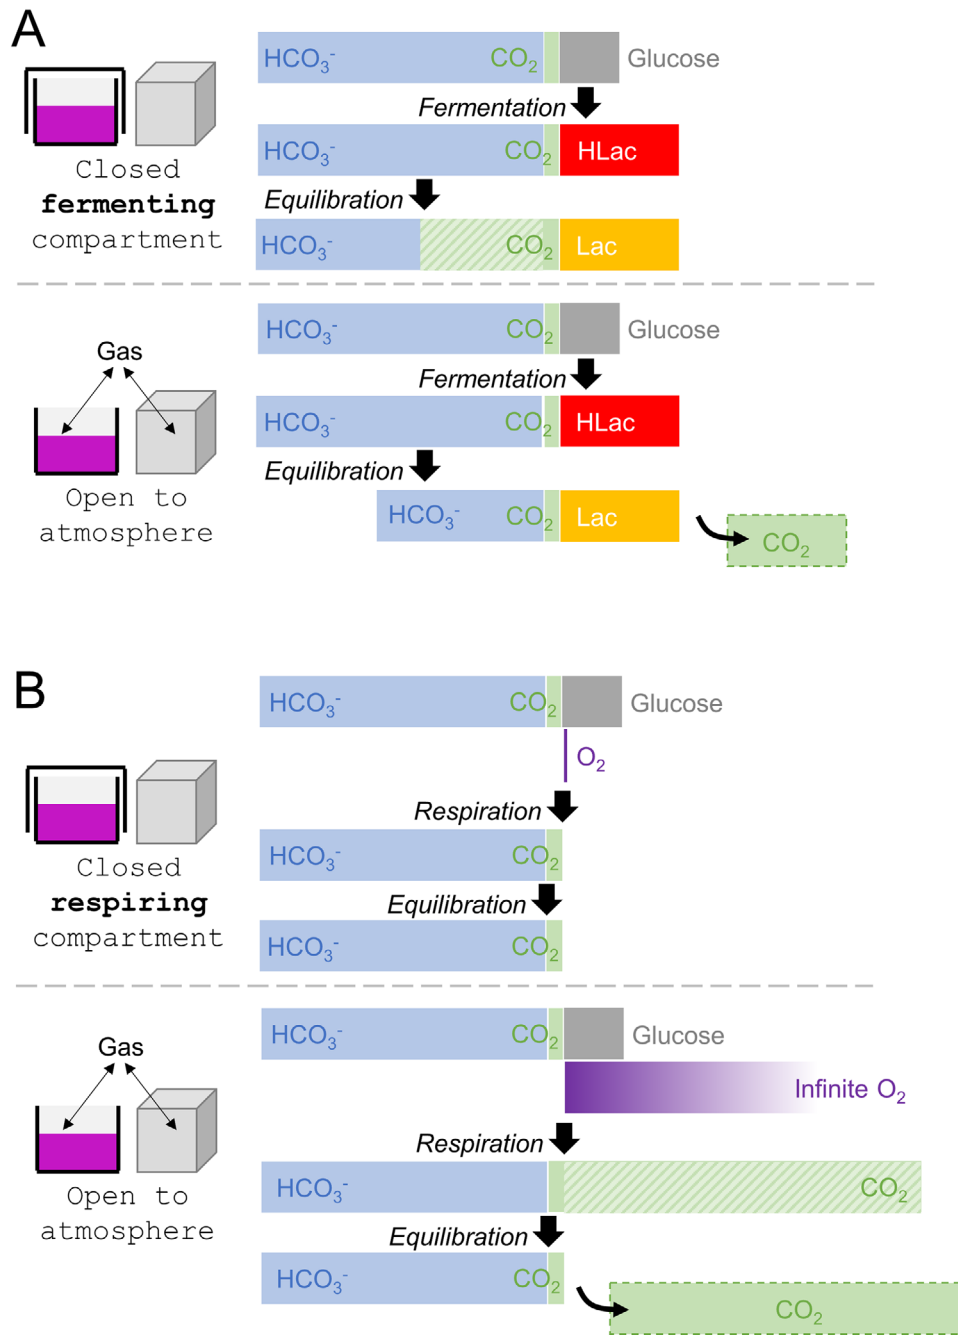 A
HCO₃⁻ CO₂ Glucose
Fermentation
HCO₃⁻ CO₂ HLac
Closed
fermenting
compartment
Equilibration
HCO₃⁻ CO₂ Lac
HCO₃⁻ CO₂ Glucose
Gas
Fermentation
HCO₃⁻ CO₂ HLac
Equilibration
Open to
atmosphere
HCO₃⁻ CO₂ Lac
CO₂
B
HCO₃⁻ CO₂ Glucose
O₂
Respiration
HCO₃⁻ CO₂
Closed
respiring
compartment
Equilibration
HCO₃⁻ CO₂
HCO₃⁻ CO₂ Glucose
Gas
Infinite O₂
Respiration
HCO₃⁻ CO₂
Open to
atmosphere
Equilibration
HCO₃⁻ CO₂
CO₂